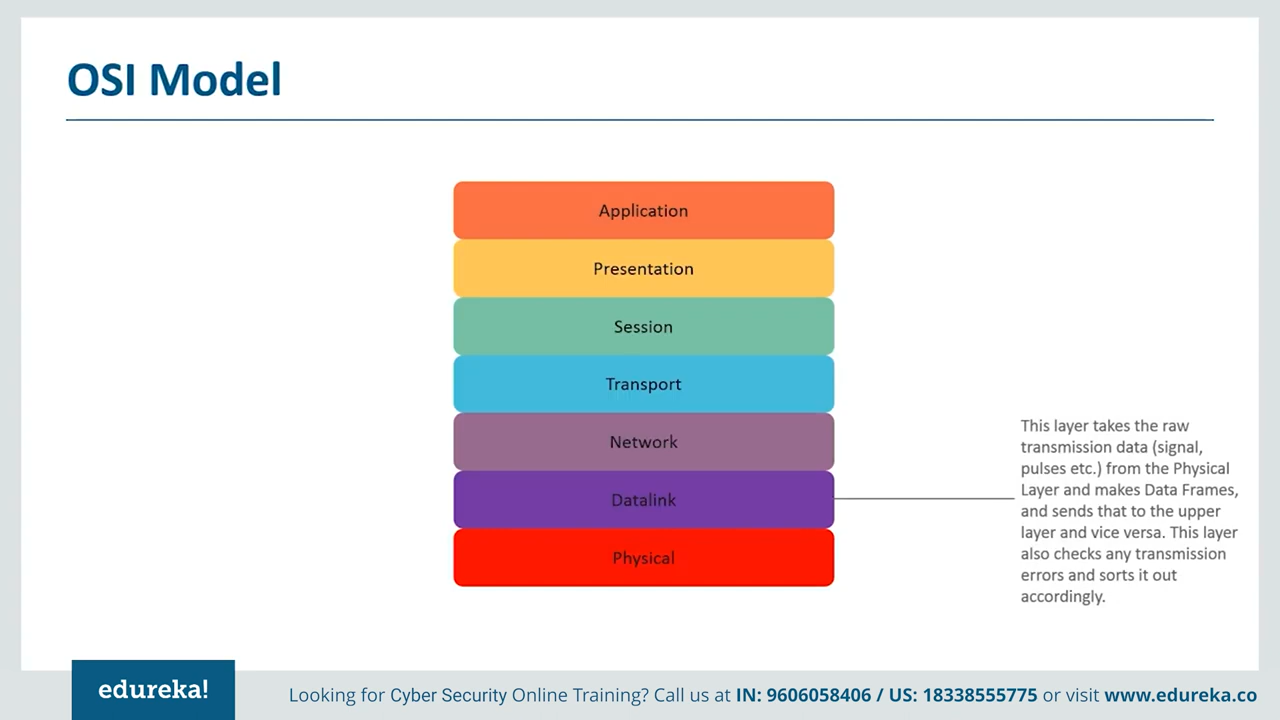 OSI Model
Application
Presentation
Session
Transport
Network
Datalink
Physical
This layer takes the raw
transmission data (signal,
pulses etc.) from the Physical
Layer and makes Data Frames,
and sends that to the upper
layer and vice versa. This layer
also checks any transmission
errors and sorts it out
accordingly.
edureka!
Looking for Cyber Security Online Training? Call us at IN: 9606058406 / US: 18338555775 or visit www.edureka.co